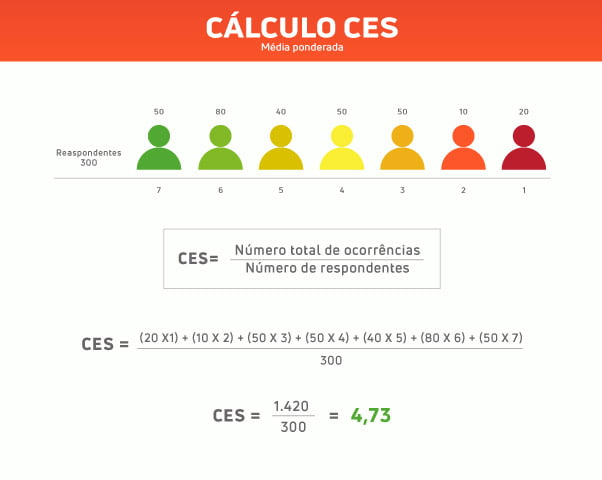 CÁLCULO CES
Média ponderada
50 80 40 50 50 10 20
Reaspondentes
300
7 6 5 4 3 2 1
CES= Número total de ocorrências
Número de respondentes
CES = (20 X1) + (10 X 2) + (50 X 3) + (50 X 4) + (40 X 5) + (80 X 6) + (50 X 7)
300
CES = 1.420 = 4,73
300